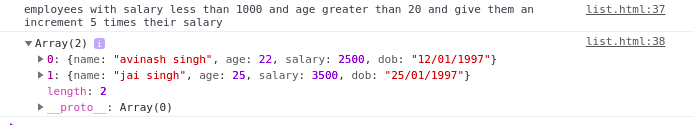 employees with salary less than 1000 and age greater than 20 and give them an list.html:37
increment 5 times their salary
▼Array(2) i list.html:38
▶0: {name: "avinash singh", age: 22, salary: 2500, dob: "12/01/1997"}
▶1: {name: "jai singh", age: 25, salary: 3500, dob: "25/01/1997"}
length: 2
▶__proto__: Array(0)